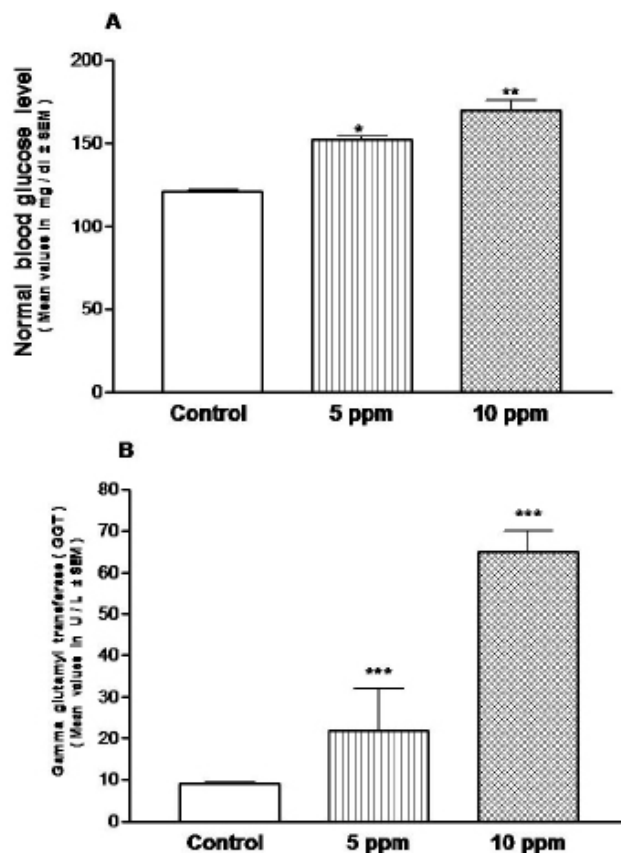 A
Normal blood glucose level
( Mean values in mg / dl ± SEM )
200
150
100
50
0
*
**
Control
5 ppm
10 ppm
B
Gamma glutamyl transferase ( GGT )
( Mean values in U / L ± SEM )
80
70
60
50
40
30
20
10
0
***
***
Control
5 ppm
10 ppm